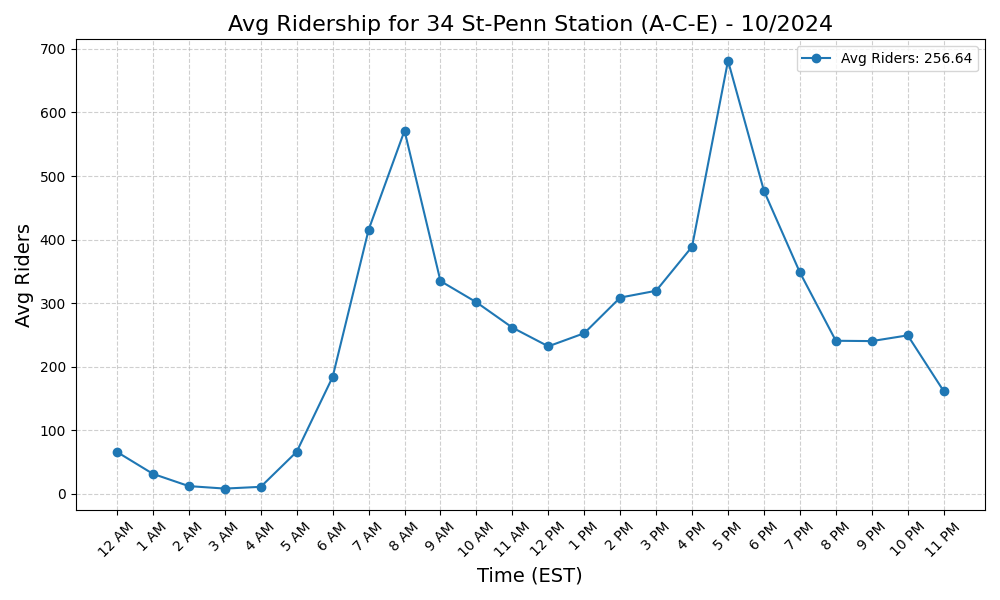 Avg Ridership for 34 St-Penn Station (A-C-E) - 10/2024
Avg Riders: 256.64
Avg Riders
700
600
500
400
300
200
100
0
12 AM
1 AM
2 AM
3 AM
4 AM
5 AM
6 AM
7 AM
8 AM
9 AM
10 AM
11 AM
12 PM
1 PM
2 PM
3 PM
4 PM
5 PM
6 PM
7 PM
8 PM
9 PM
10 PM
11 PM
Time (EST)